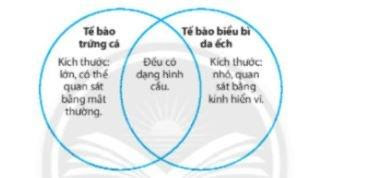 Tế bào
trứng cá
Kích thước:
lớn, có thể
quan sát
bằng mắt
thường.
Đều có
dạng hình
cầu.
Tế bào biểu bì
da ếch
Kích thước:
nhỏ, quan
sát bằng
kính hiển vi.